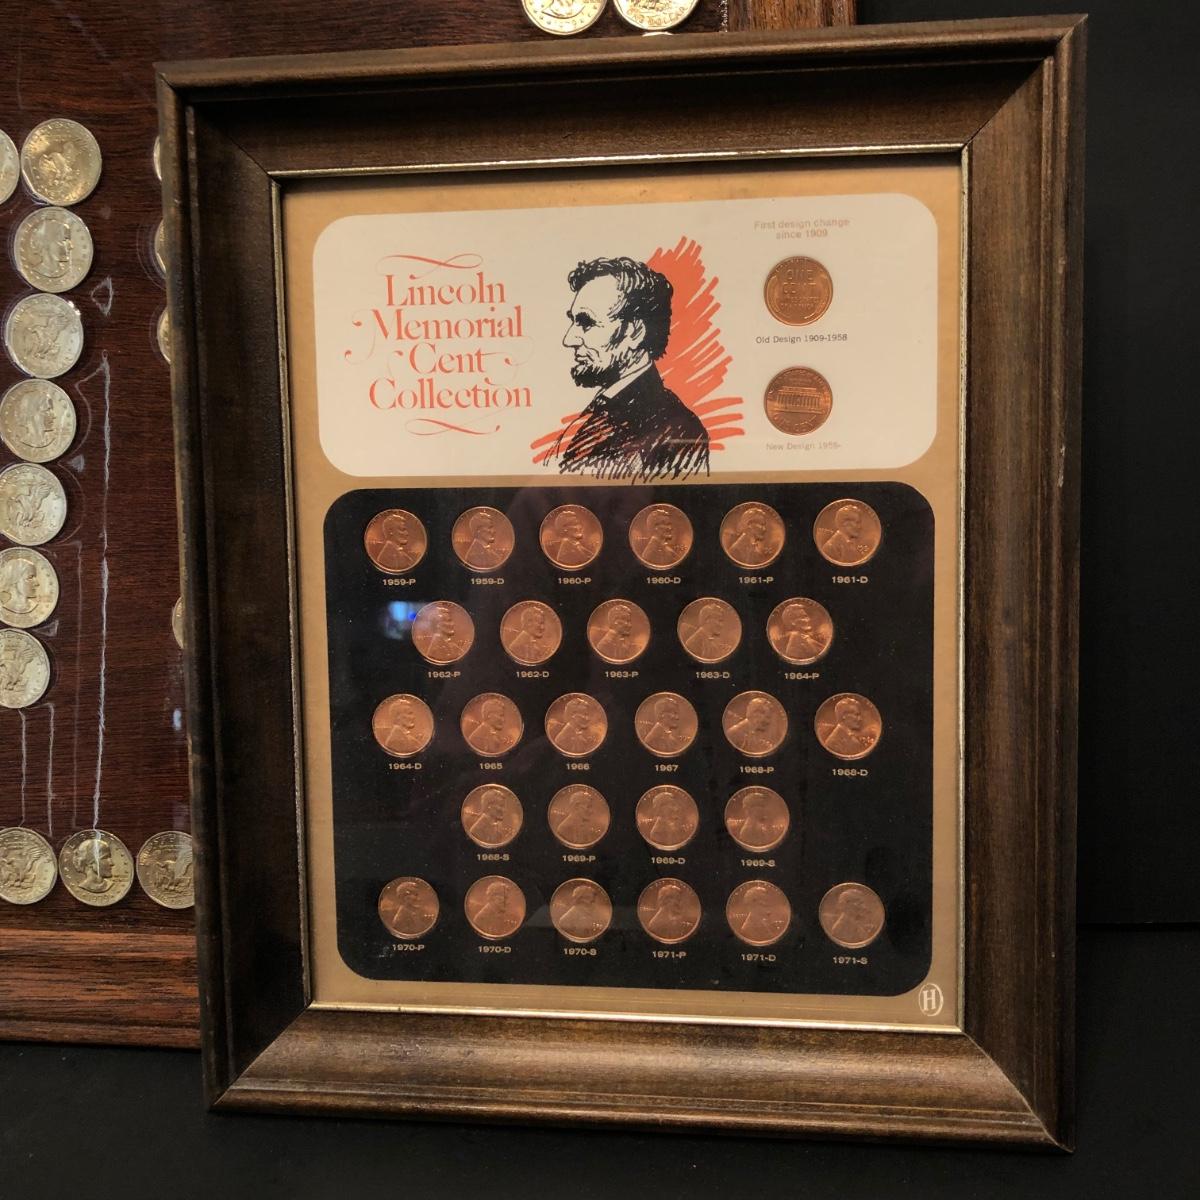 Lincoln
Memorial
Cent
Collection
First design change
since 1909
ONE
CENT
Old Design 1909-1958
New Design 1959-
1959-P 1959-D 1960-P 1960-D 1961-P 1961-D
1962-P 1962-D 1963-P 1963-D 1964-P
1964-D 1965 1966 1967 1968-P 1968-D
1968-S 1969-P 1969-D 1969-S
1970-P 1970-D 1970-S 1971-P 1971-D 1971-S
H